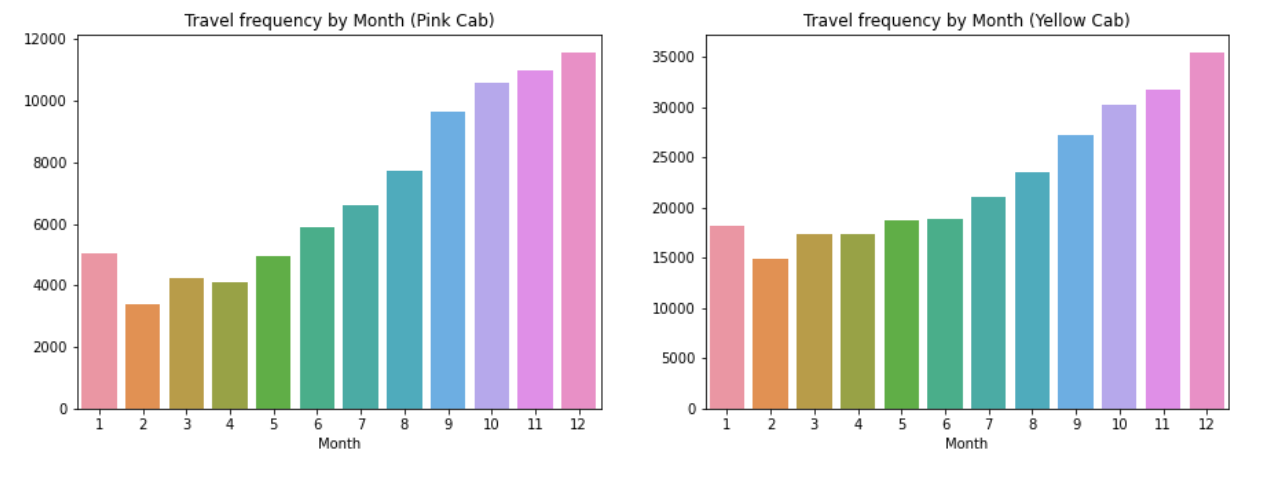 Travel frequency by Month (Pink Cab)
12000
10000
8000
6000
4000
2000
0
1 2 3 4 5 6 7 8 9 10 11 12
Month
Travel frequency by Month (Yellow Cab)
35000
30000
25000
20000
15000
10000
5000
0
1 2 3 4 5 6 7 8 9 10 11 12
Month